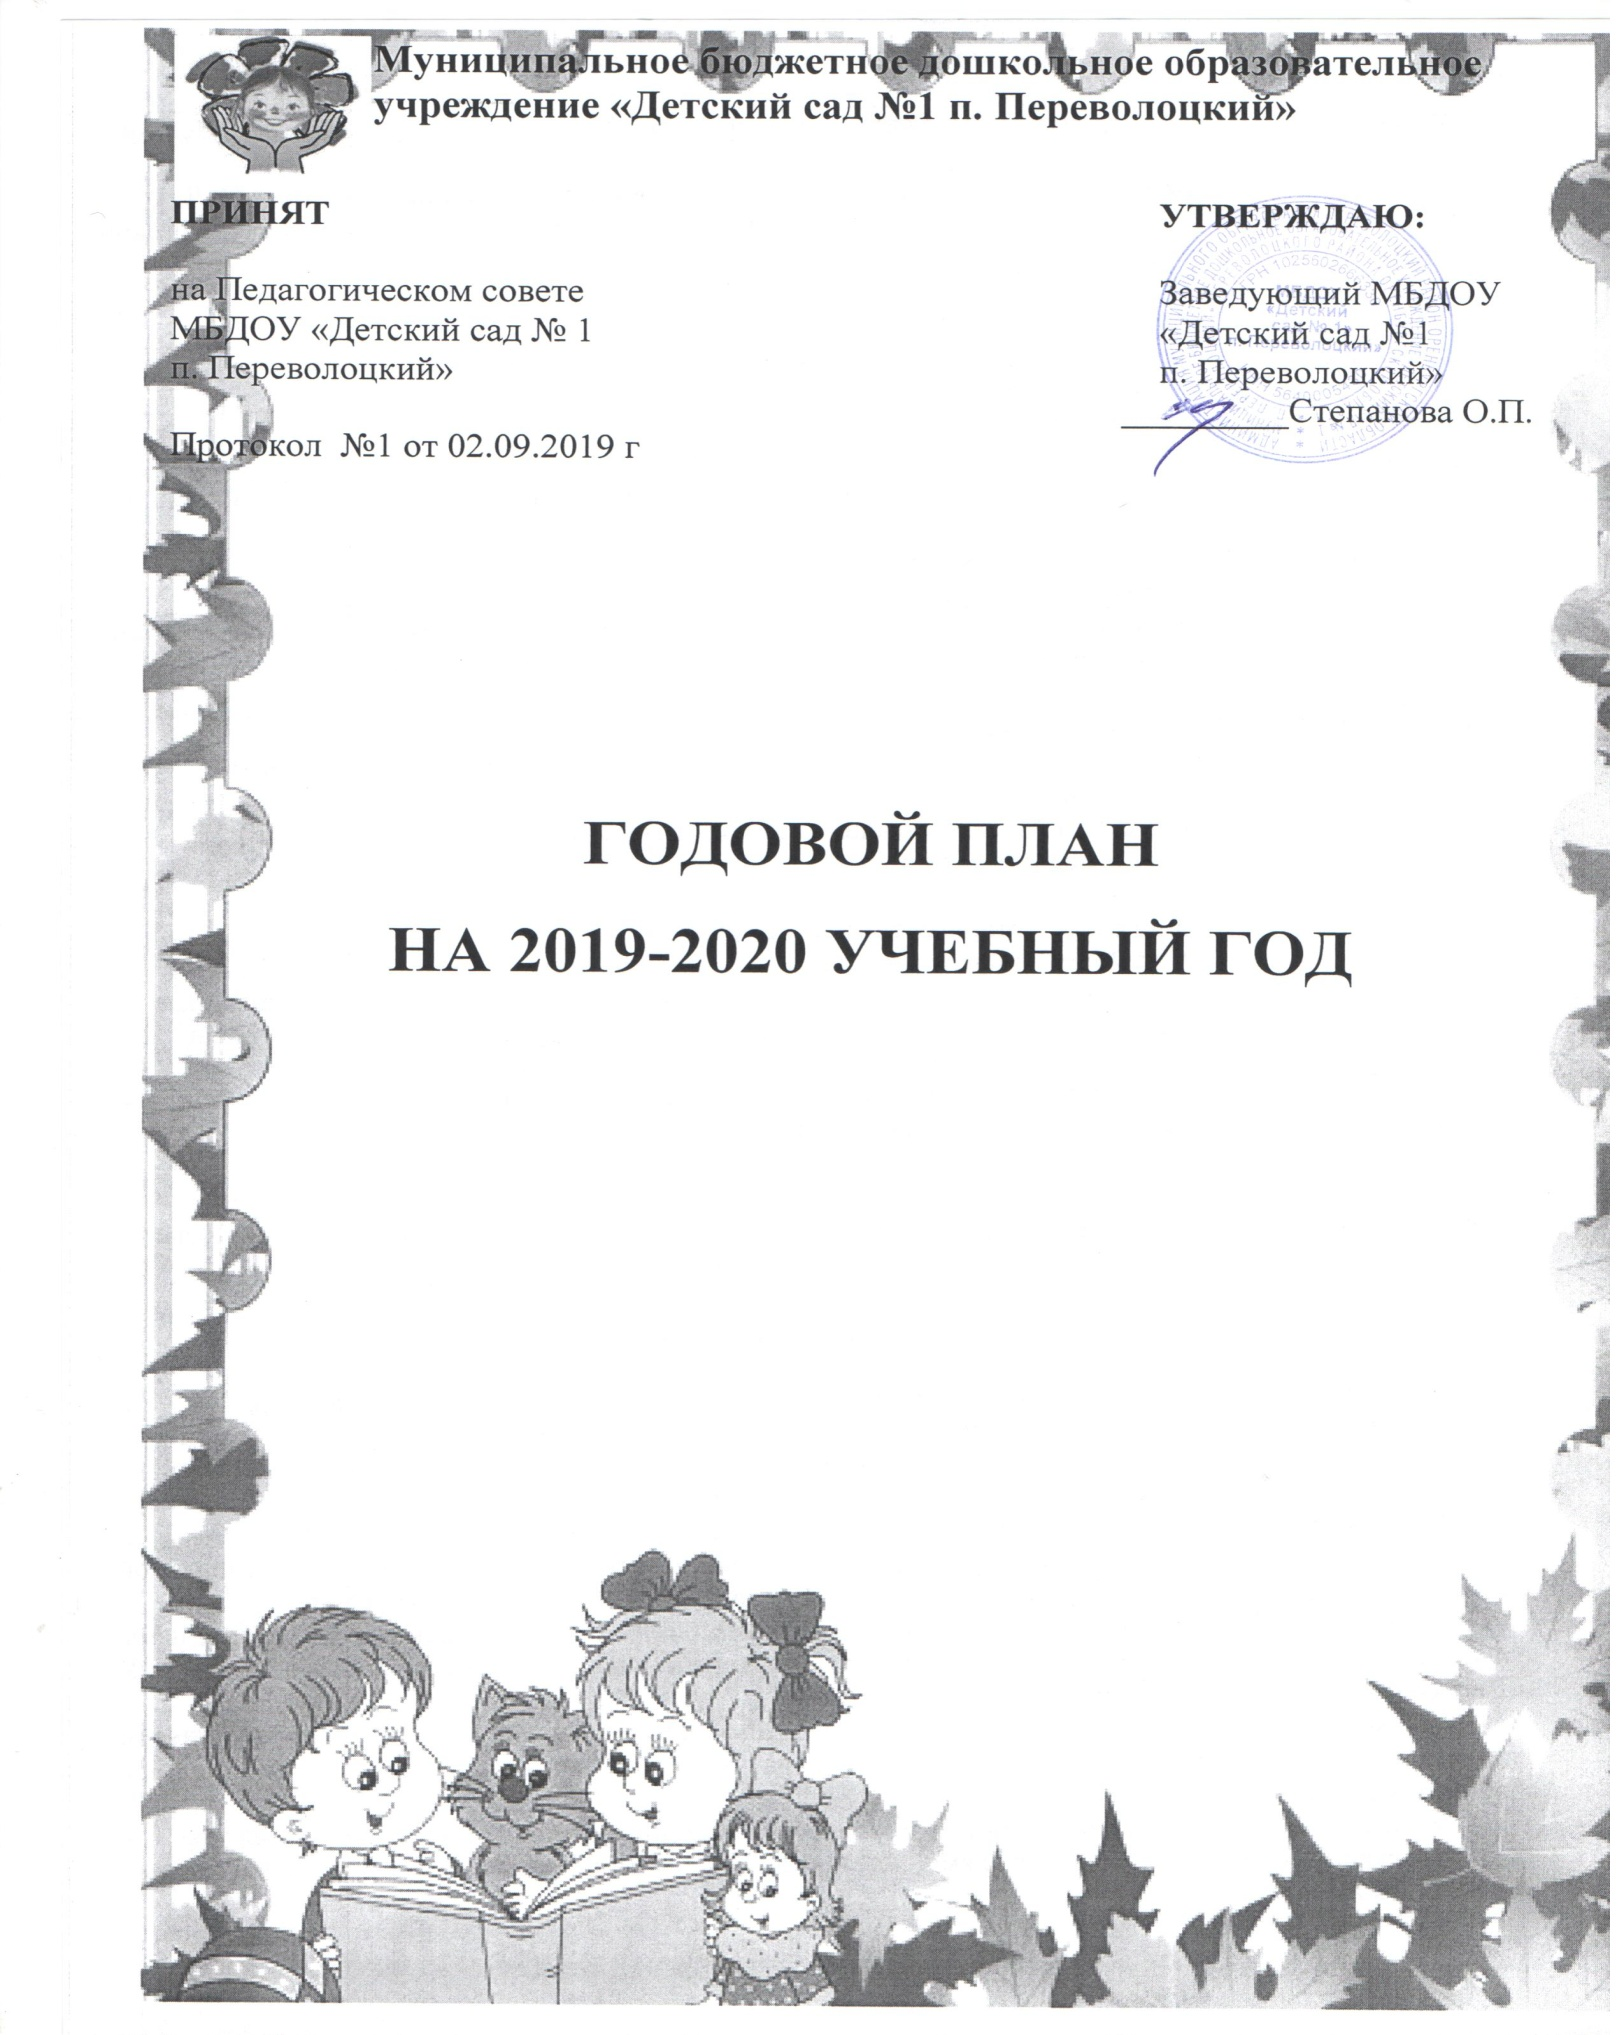 Муниципальное бюджетное дошкольное образовательное
учреждение «Детский сад №1 п. Переволоцкий»
ПРИНЯТ
на Педагогическом совете
МБДОУ «Детский сад № 1
п. Переволоцкий»
Протокол №1 от 02.09.2019 г
УТВЕРЖДАЮ:
Заведующий МБДОУ
«Детский сад №1
п. Переволоцкий»
__________Степанова О.П.
«Детский
ГОДОВОЙ ПЛАН
НА 2019-2020 УЧЕБНЫЙ ГОД